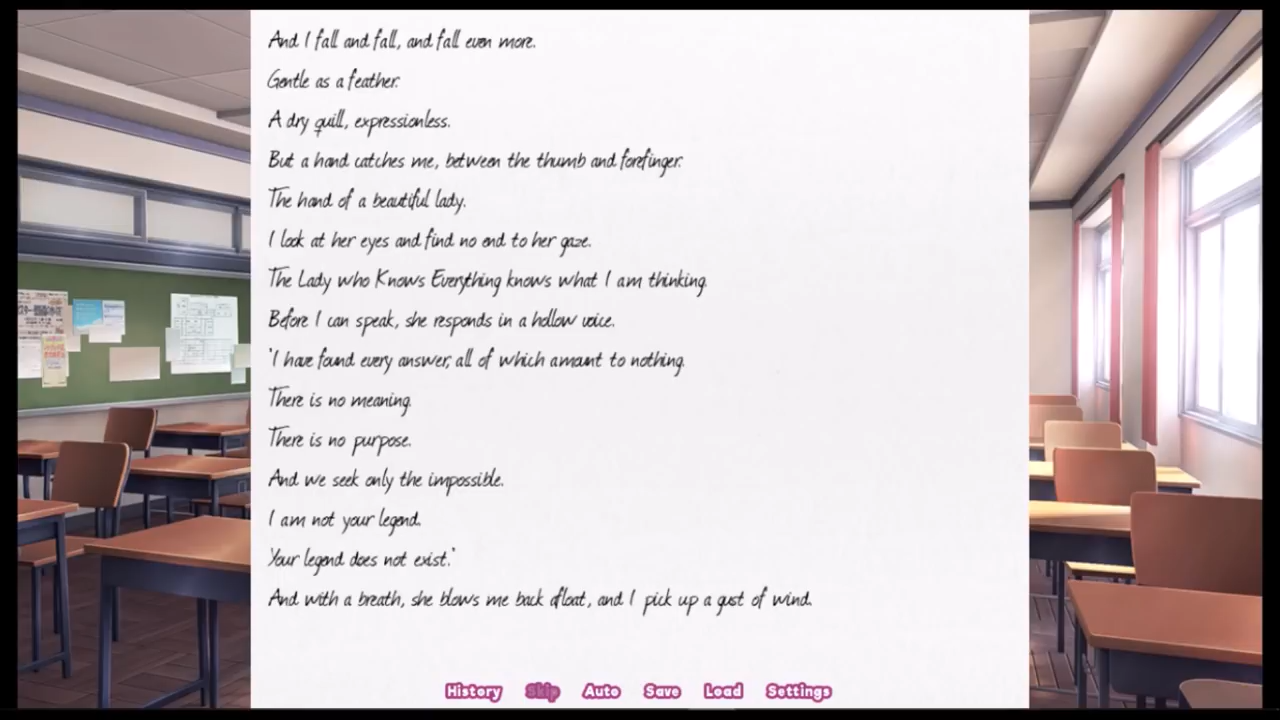 And I fall and fall, and fall even more.
Gentle as a feather.
A dry quill, expressionless.
But a hand catches me, between the thumb and forefinger.
The hand of a beautiful lady.
I look at her eyes and find no end to her gaze.
The Lady who Knows Everything knows what I am thinking.
Before I can speak, she responds in a hollow voice.
'I have found every answer, all of which amount to nothing.
There is no meaning.
There is no purpose.
And we seek only the impossible.
I am not your legend.
Your legend does not exist.'
And with a breath, she blows me back afloat, and I pick up a gust of wind.
History Skip Auto Save Load Settings